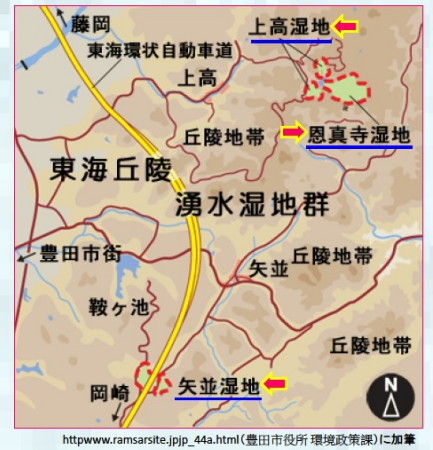 藤岡
上高湿地
東海環状自動車道
上高
丘陵地帯
恩真寺湿地
東海丘陵
湧水湿地群
豊田市街
矢並
丘陵地帯
鞍ヶ池
丘陵地帯
岡崎
矢並湿地
N
httpwww.ramsarsite.jpjp_44a.html(豊田市役所 環境政策課)に加筆